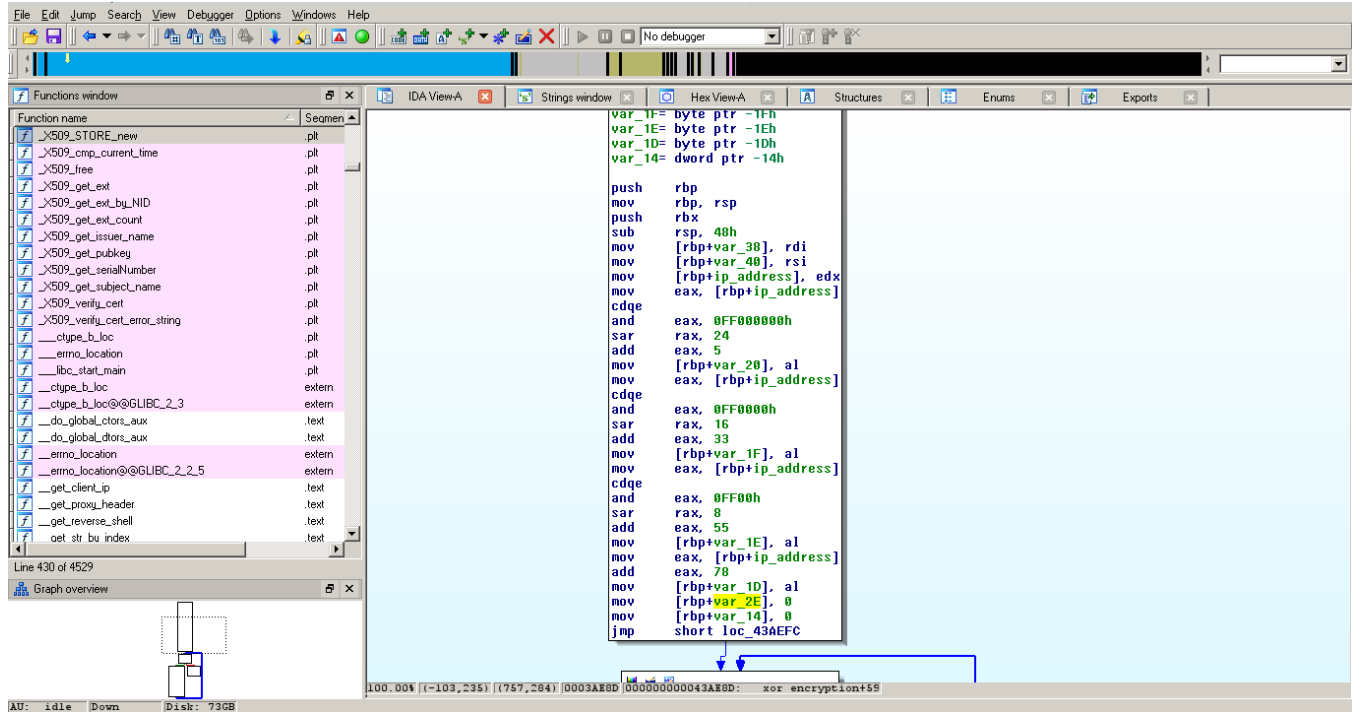 File Edit Jump Search View Debugger Options Windows Help
No debugger
Functions window
IDA View-A Strings window Hex View-A Structures Enums Exports
Function name Segmen
_X509_STORE_new .plt
_X509_cmp_current_time .plt
_X509_free .plt
_X509_get_ext .plt
_X509_get_ext_by_NID .plt
_X509_get_ext_count .plt
_X509_get_issuer_name .plt
_X509_get_pubkey .plt
_X509_get_serialNumber .plt
_X509_get_subject_name .plt
_X509_verify_cert .plt
_X509_verify_cert_error_string .plt
___ctype_b_loc .plt
___errno_location .plt
___libc_start_main .plt
__ctype_b_loc extern
__ctype_b_loc@@GLIBC_2_3 extern
__do_global_ctors_aux .text
__do_global_dtors_aux .text
__errno_location extern
__errno_location@@GLIBC_2_2_5 extern
__get_client_ip .text
__get_proxy_header .text
__get_reverse_shell .text
get_str_by_index .text
Line 430 of 4529
Graph overview
var_1F= byte ptr -1Fh
var_1E= byte ptr -1Eh
var_1D= byte ptr -1Dh
var_14= dword ptr -14h
push rbp
mov rbp, rsp
push rbx
sub rsp, 48h
mov [rbp+var_38], rdi
mov [rbp+var_40], rsi
mov [rbp+ip_address], edx
mov eax, [rbp+ip_address]
cdqe
and eax, 0FF000000h
sar rax, 24
add eax, 5
mov [rbp+var_20], al
mov eax, [rbp+ip_address]
cdqe
and eax, 0FF0000h
sar rax, 16
add eax, 33
mov [rbp+var_1F], al
mov eax, [rbp+ip_address]
cdqe
and eax, 0FF00h
sar rax, 8
add eax, 55
mov [rbp+var_1E], al
mov eax, [rbp+ip_address]
add eax, 78
mov [rbp+var_1D], al
mov [rbp+var_2E], 0
mov [rbp+var_14], 0
jmp short loc_43AEFC
100.00% (-103,235) (757,284) 0003AE8D 000000000043AE8D: xor encryption+59
AU: idle Down Disk: 73GB